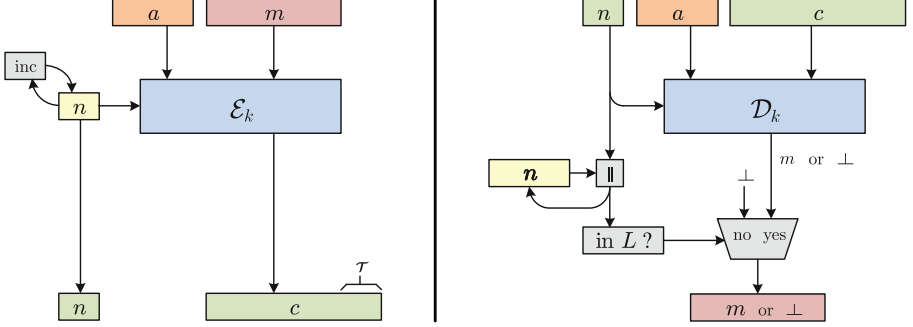 a m
inc
n
ℰₖ
τ
n c
n a c
𝒟ₖ
m or ⊥
𝒏 ‖
⊥
in L ?
no yes
m or ⊥